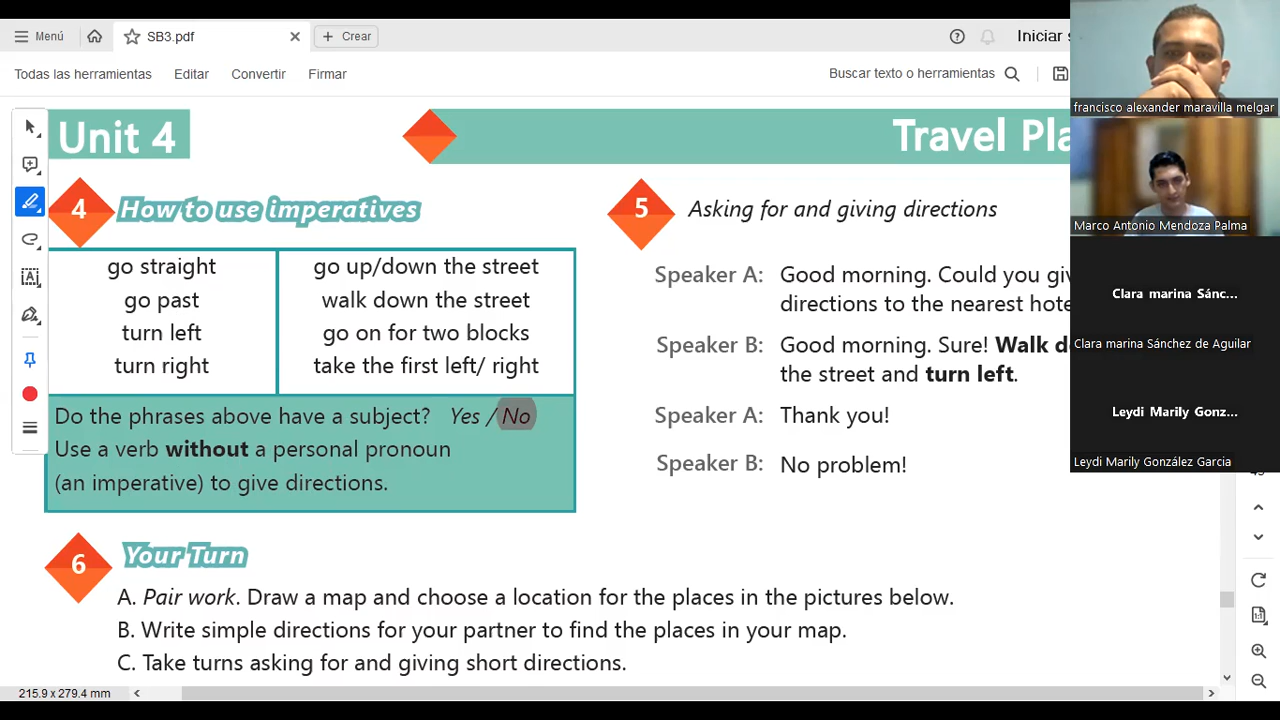 Menú
SB3.pdf
Crear
Iniciar s
Todas las herramientas
Editar
Convertir
Firmar
Buscar texto o herramientas
francisco alexander maravilla melgar
Marco Antonio Mendoza Palma
Clara marina Sánc...
Clara marina Sánchez de Aguilar
Leydi Marily Gonz...
Leydi Marily González Garcia
Unit 4
Travel Pla
4
How to use imperatives
go straight
go past
turn left
turn right
go up/down the street
walk down the street
go on for two blocks
take the first left/ right
Do the phrases above have a subject? Yes / No
Use a verb without a personal pronoun
(an imperative) to give directions.
5
Asking for and giving directions
Speaker A: Good morning. Could you giv
directions to the nearest hote
Speaker B: Good morning. Sure! Walk d
the street and turn left.
Speaker A: Thank you!
Speaker B: No problem!
6
Your Turn
A. Pair work. Draw a map and choose a location for the places in the pictures below.
B. Write simple directions for your partner to find the places in your map.
C. Take turns asking for and giving short directions.
215.9 x 279.4 mm